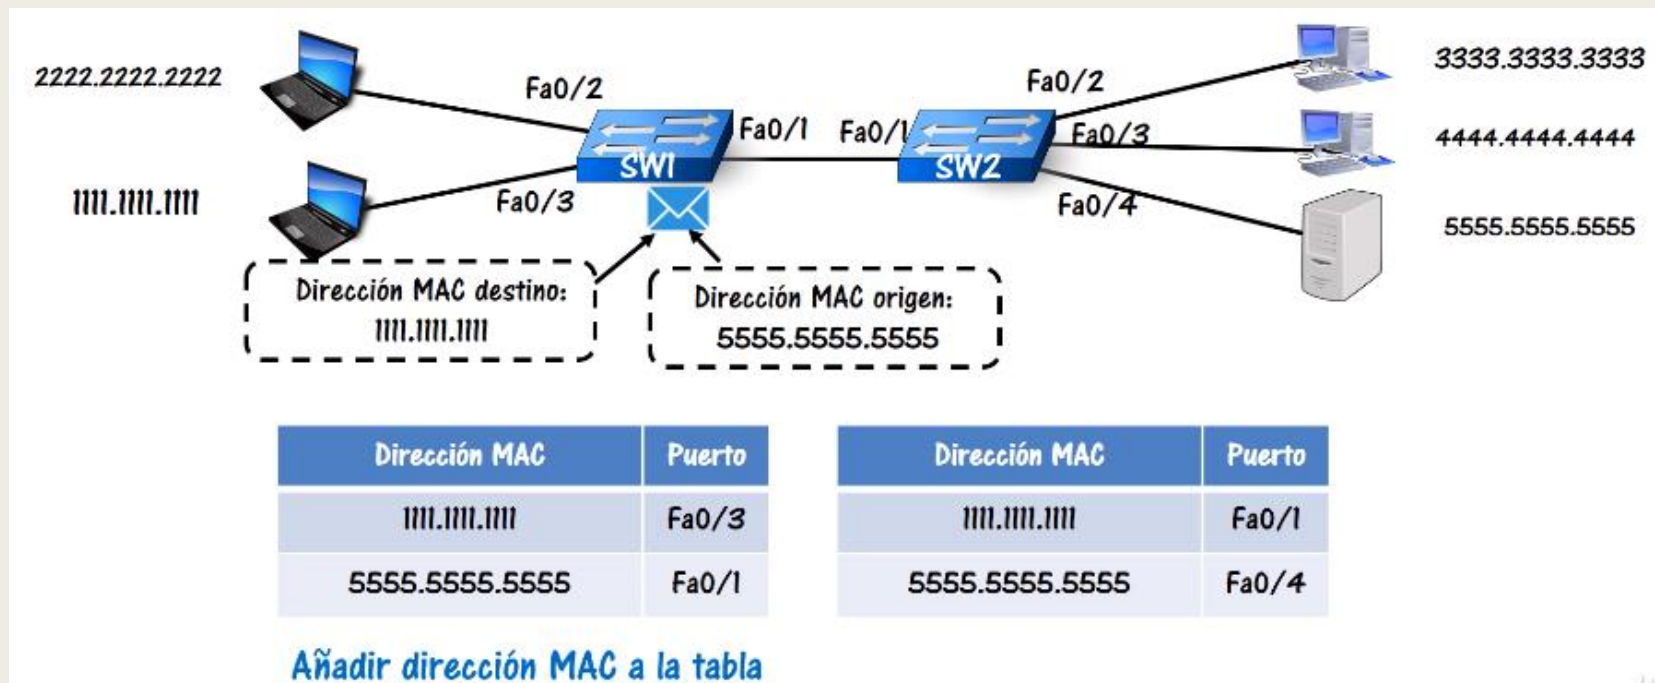 2222.2222.2222
Fa0/2
Fa0/1
Fa0/1
Fa0/2
3333.3333.3333
Fa0/3
4444.4444.4444
SW1
SW2
1111.1111.1111
Fa0/3
Fa0/4
5555.5555.5555
Dirección MAC destino:
1111.1111.1111
Dirección MAC origen:
5555.5555.5555
Dirección MAC Puerto
1111.1111.1111 Fa0/3
5555.5555.5555 Fa0/1
Dirección MAC Puerto
1111.1111.1111 Fa0/1
5555.5555.5555 Fa0/4
Añadir dirección MAC a la tabla